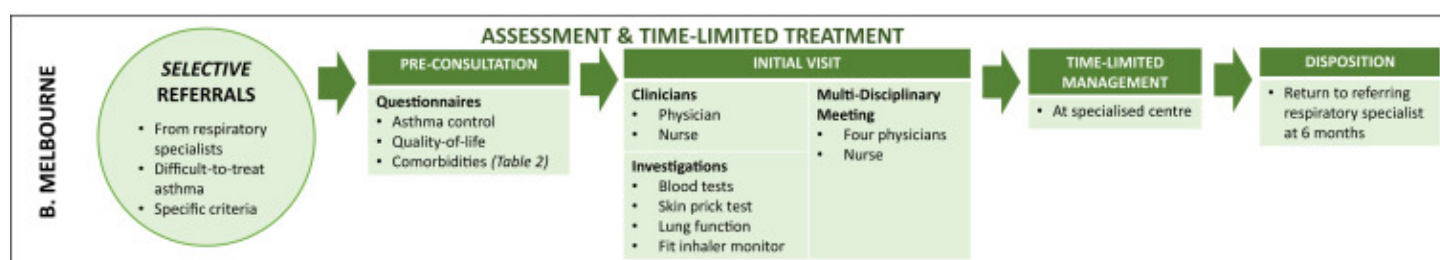 B. MELBOURNE
ASSESSMENT & TIME-LIMITED TREATMENT
SELECTIVE
REFERRALS
• From respiratory
specialists
• Difficult-to-treat
asthma
• Specific criteria
PRE-CONSULTATION
Questionnaires
• Asthma control
• Quality-of-life
• Comorbidities (Table 2)
INITIAL VISIT
Clinicians
• Physician
• Nurse
Investigations
• Blood tests
• Skin prick test
• Lung function
• Fit inhaler monitor
Multi-Disciplinary
Meeting
• Four physicians
• Nurse
TIME-LIMITED
MANAGEMENT
• At specialised centre
DISPOSITION
• Return to referring
respiratory specialist
at 6 months